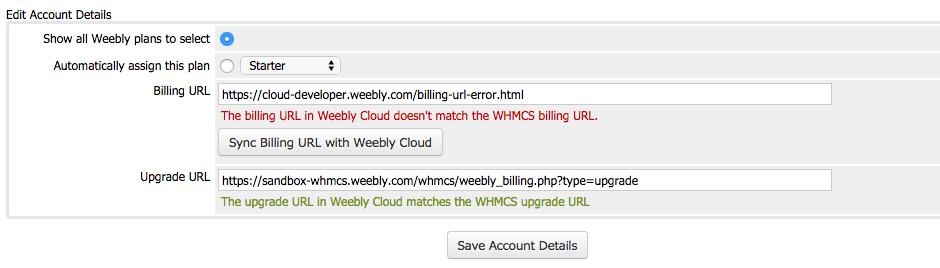 Edit Account Details
Show all Weebly plans to select
Automatically assign this plan Starter
Billing URL https://cloud-developer.weebly.com/billing-url-error.html
The billing URL in Weebly Cloud doesn't match the WHMCS billing URL.
Sync Billing URL with Weebly Cloud
Upgrade URL https://sandbox-whmcs.weebly.com/whmcs/weebly_billing.php?type=upgrade
The upgrade URL in Weebly Cloud matches the WHMCS upgrade URL
Save Account Details